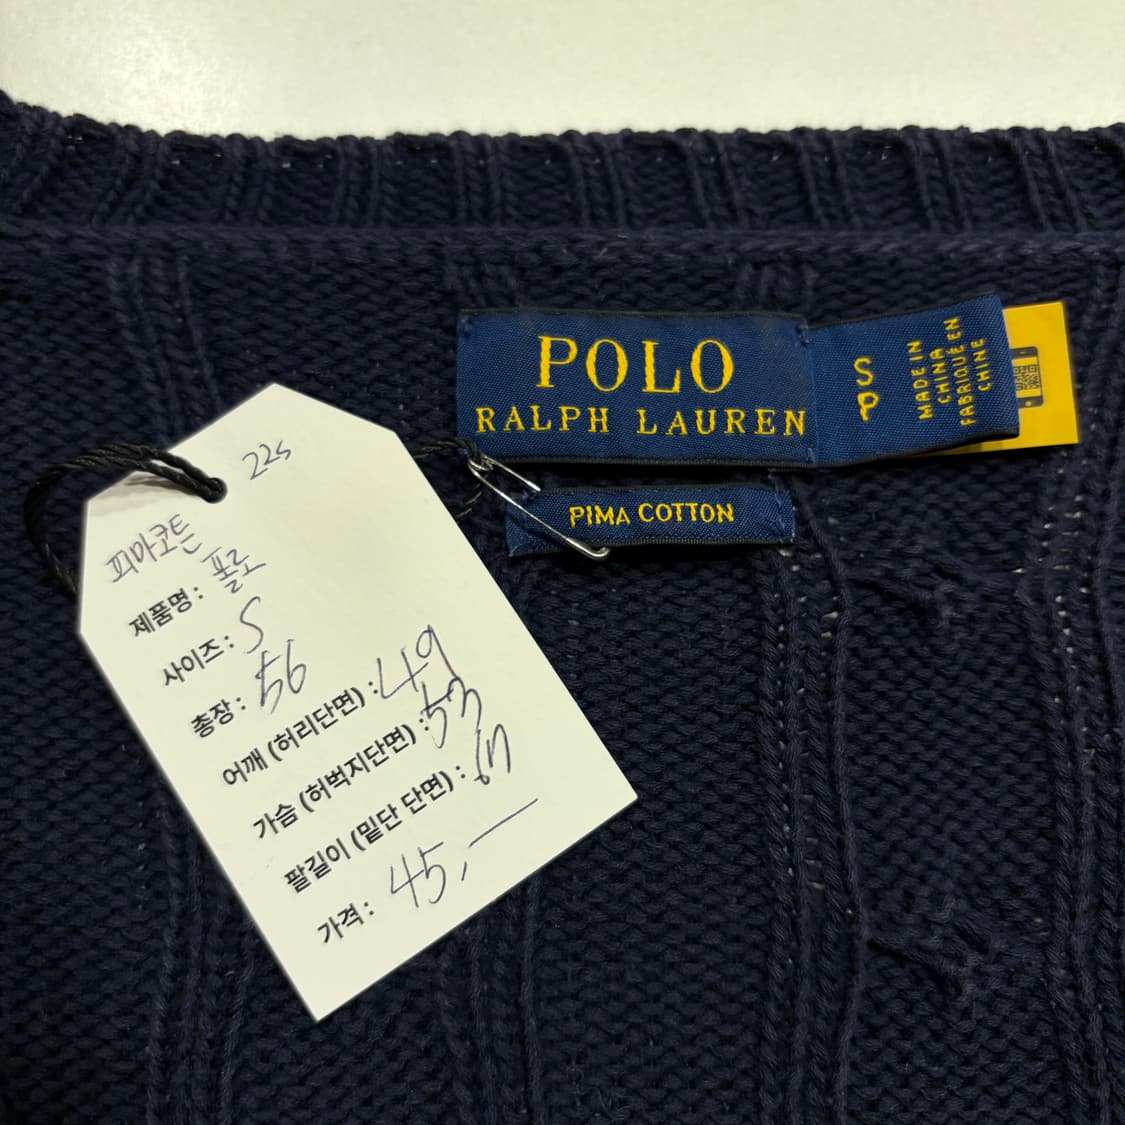 POLO
RALPH LAUREN
S
P
MADE IN
CHINA
FABRIQUÉ EN
CHINE
PIMA COTTON
피마코튼
제품명 : 폴로
사이즈 : S
총장 : 56
어깨 (허리단면) : 49
가슴 (허벅지단면) : 53
팔길이 (밑단 단면) :
가격 : 45,—